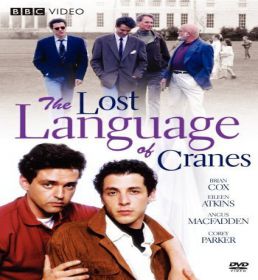 BBC VIDEO
The Lost
Language
of Cranes
BRIAN
COX
EILEEN
ATKINS
ANGUS
MACFADDEN
COREY
PARKER
DVD
VIDEO